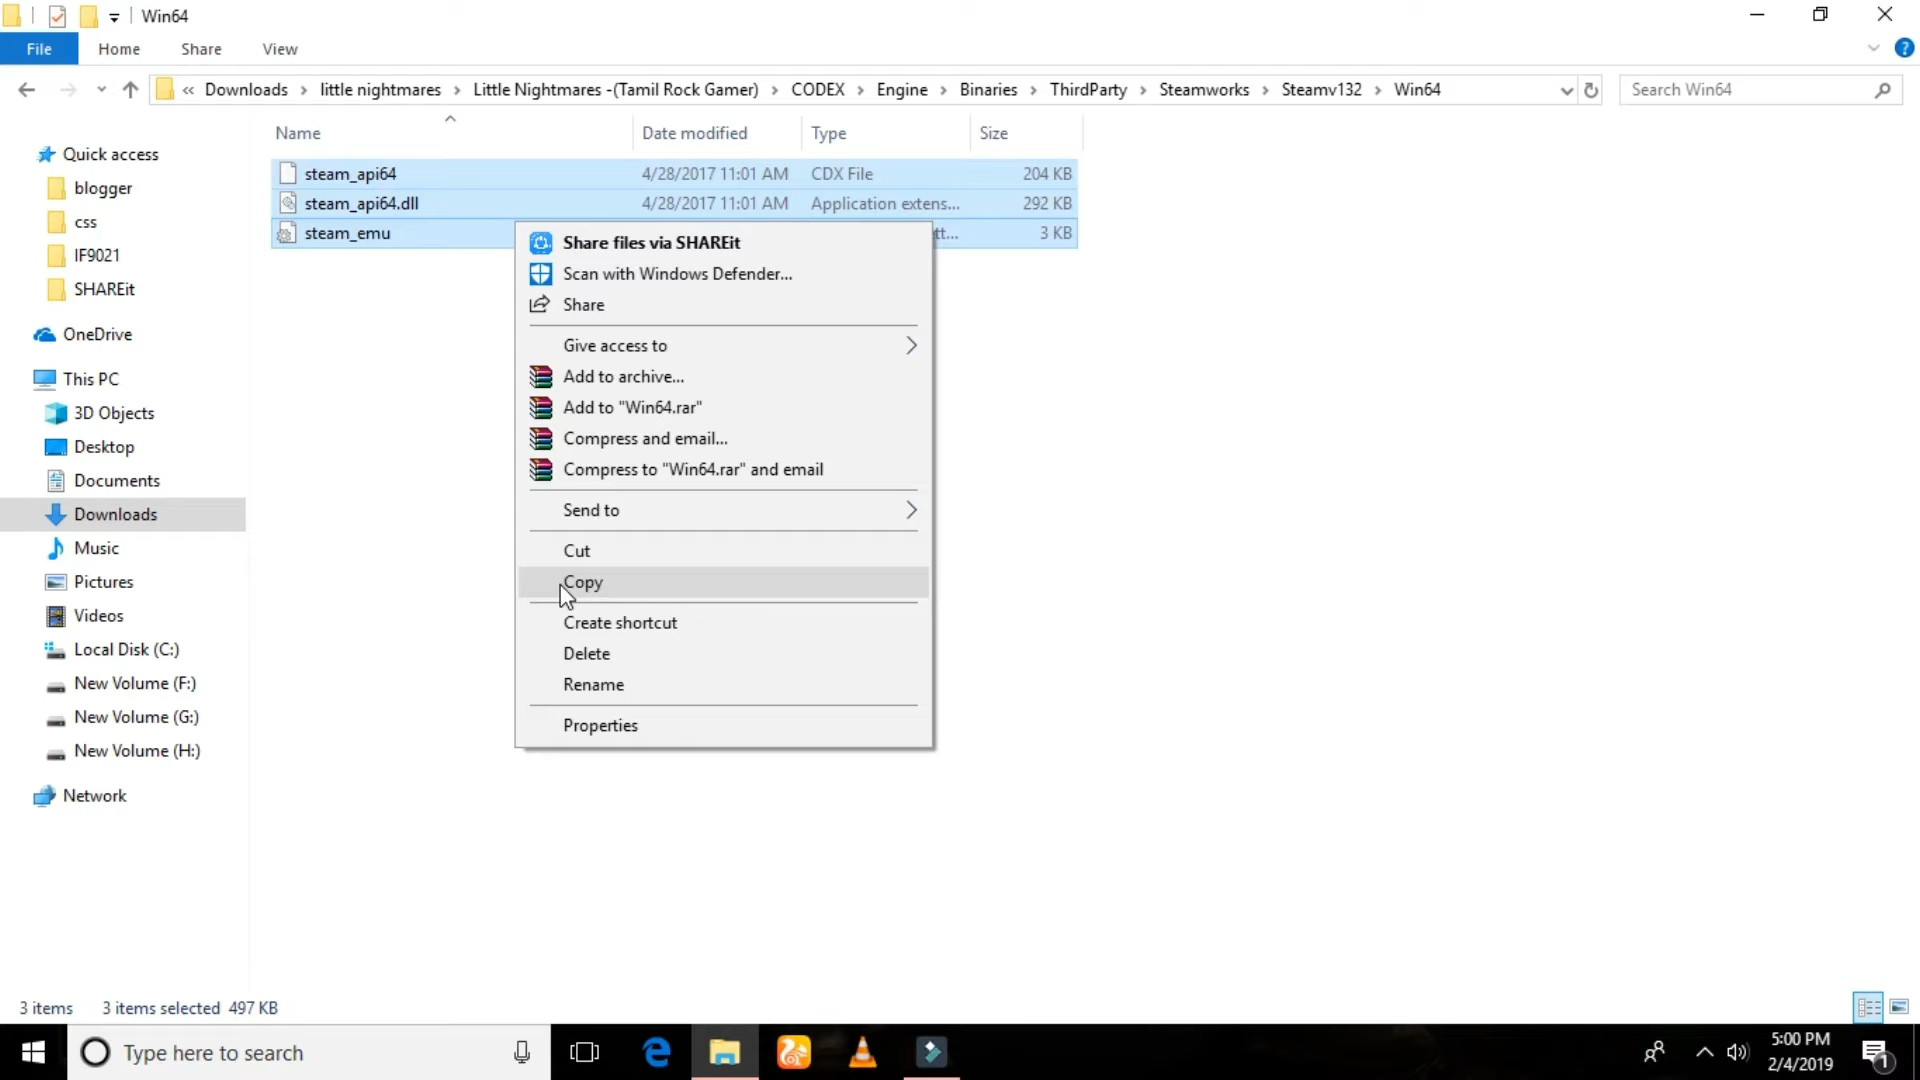 Win64
File Home Share View
« Downloads › little nightmares › Little Nightmares -(Tamil Rock Gamer) › CODEX › Engine › Binaries › ThirdParty › Steamworks › Steamv132 › Win64
Search Win64
Name Date modified Type Size
Quick access
blogger
css
IF9021
SHAREit
OneDrive
This PC
3D Objects
Desktop
Documents
Downloads
Music
Pictures
Videos
Local Disk (C:)
New Volume (F:)
New Volume (G:)
New Volume (H:)
Network
steam_api64 4/28/2017 11:01 AM CDX File 204 KB
steam_api64.dll 4/28/2017 11:01 AM Application extens... 292 KB
steam_emu tt... 3 KB
Share files via SHAREit
Scan with Windows Defender...
Share
Give access to
Add to archive...
Add to "Win64.rar"
Compress and email...
Compress to "Win64.rar" and email
Send to
Cut
Copy
Create shortcut
Delete
Rename
Properties
3 items 3 items selected 497 KB
Type here to search
5:00 PM
2/4/2019
1